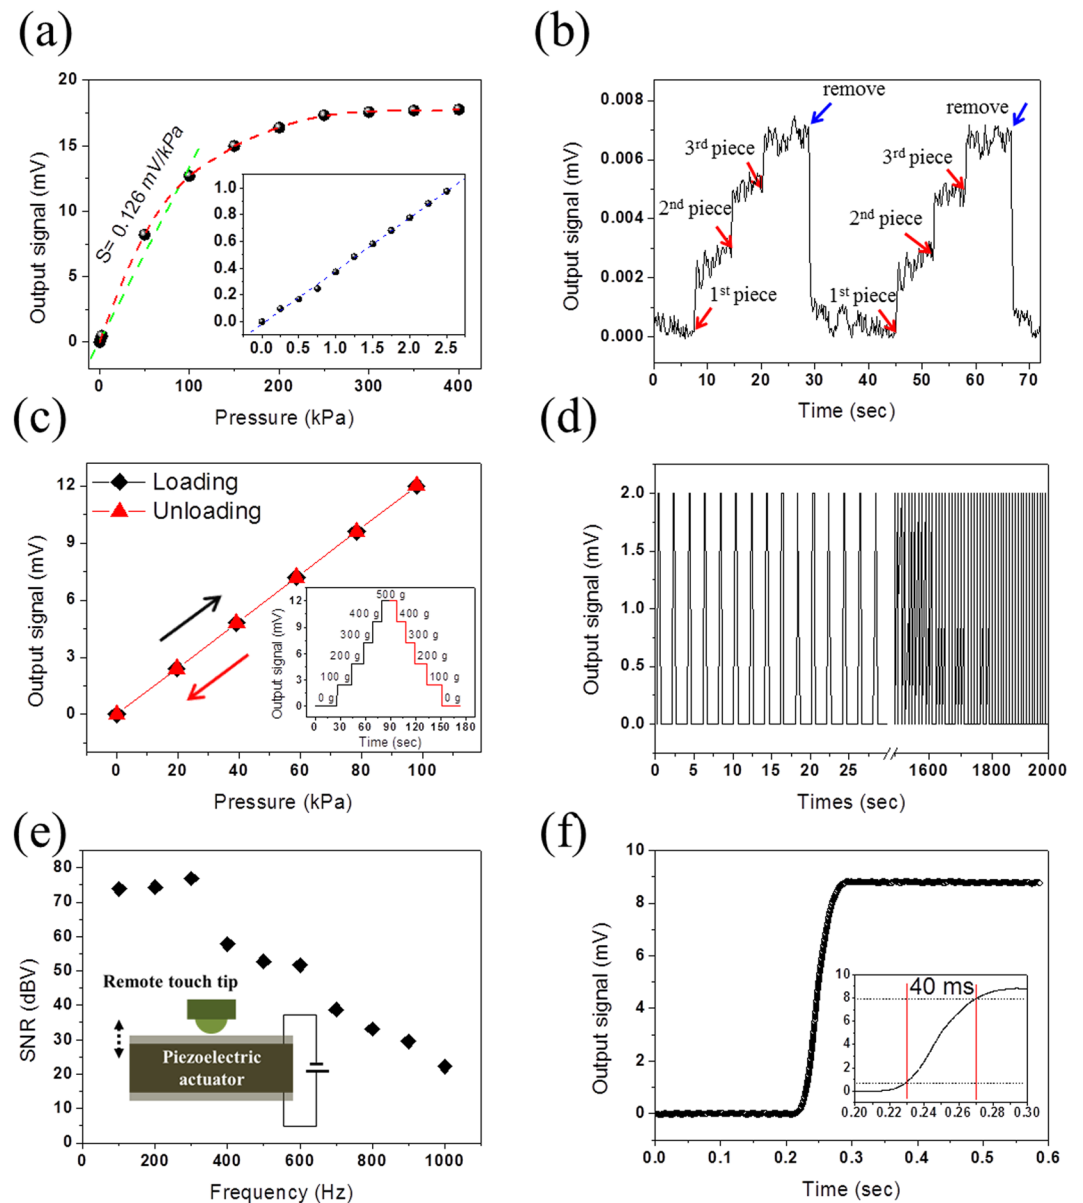 (a)
Output signal (mV)
20
15
10
5
0
S= 0.126 mV/kPa
1.0
0.8
0.6
0.4
0.2
0.0
0.0 0.5 1.0 1.5 2.0 2.5
0 100 200 300 400
Pressure (kPa)
(b)
Output signal (mV)
0.008
0.006
0.004
0.002
0.000
remove
3rd piece
2nd piece
1st piece
remove
3rd piece
2nd piece
1st piece
0 10 20 30 40 50 60 70
Time (sec)
(c)
Output signal (mV)
12
9
6
3
0
Loading
Unloading
Output signal (mV)
12
9
6
3
0
500 g
400 g 400 g
300 g 300 g
200 g 200 g
100 g 100 g
0 g 0 g
0 30 60 90 120 150 180
Time (sec)
0 20 40 60 80 100
Pressure (kPa)
(d)
Output signal (mV)
2.0
1.5
1.0
0.5
0.0
0 5 10 15 20 25 1600 1800 2000
Times (sec)
(e)
SNR (dBV)
80
70
60
50
40
30
20
10
0
Remote touch tip
Piezoelectric
actuator
0 200 400 600 800 1000
Frequency (Hz)
(f)
Output signal (mV)
10
8
6
4
2
0
40 ms
10
8
6
4
2
0
0.20 0.22 0.24 0.26 0.28 0.30
0.0 0.1 0.2 0.3 0.4 0.5 0.6
Time (sec)